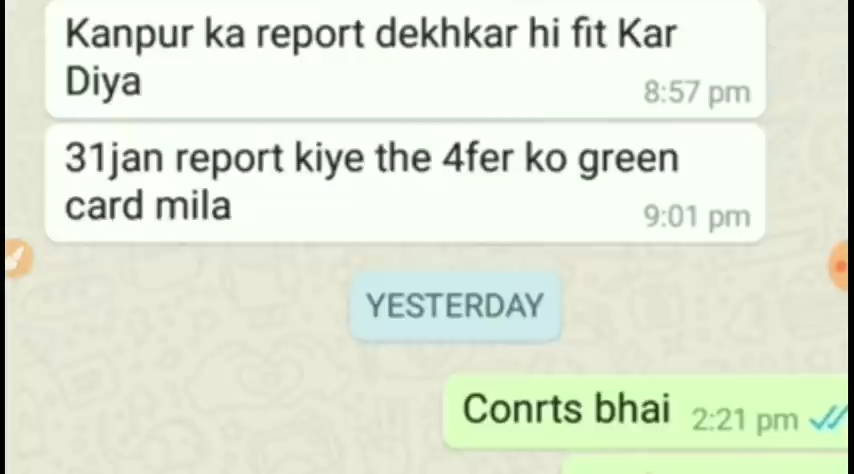 Kanpur ka report dekhkar hi fit Kar
Diya
8:57 pm
31jan report kiye the 4fer ko green
card mila
9:01 pm
YESTERDAY
Conrts bhai 2:21 pm